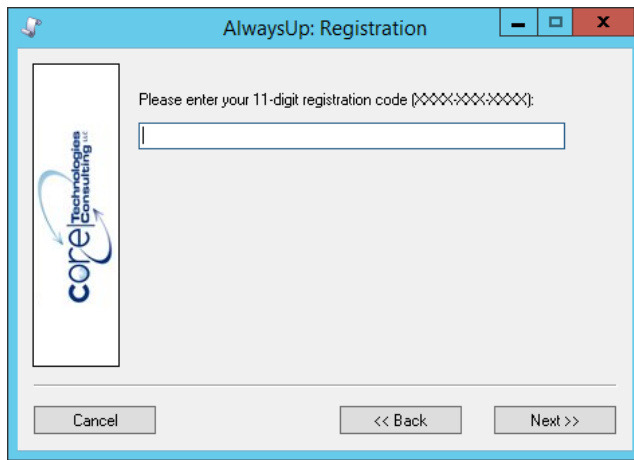 AlwaysUp: Registration
Please enter your 11-digit registration code (XXXX-XXX-XXXX):
core
Technologies
Consulting LLC
Cancel
<< Back
Next >>